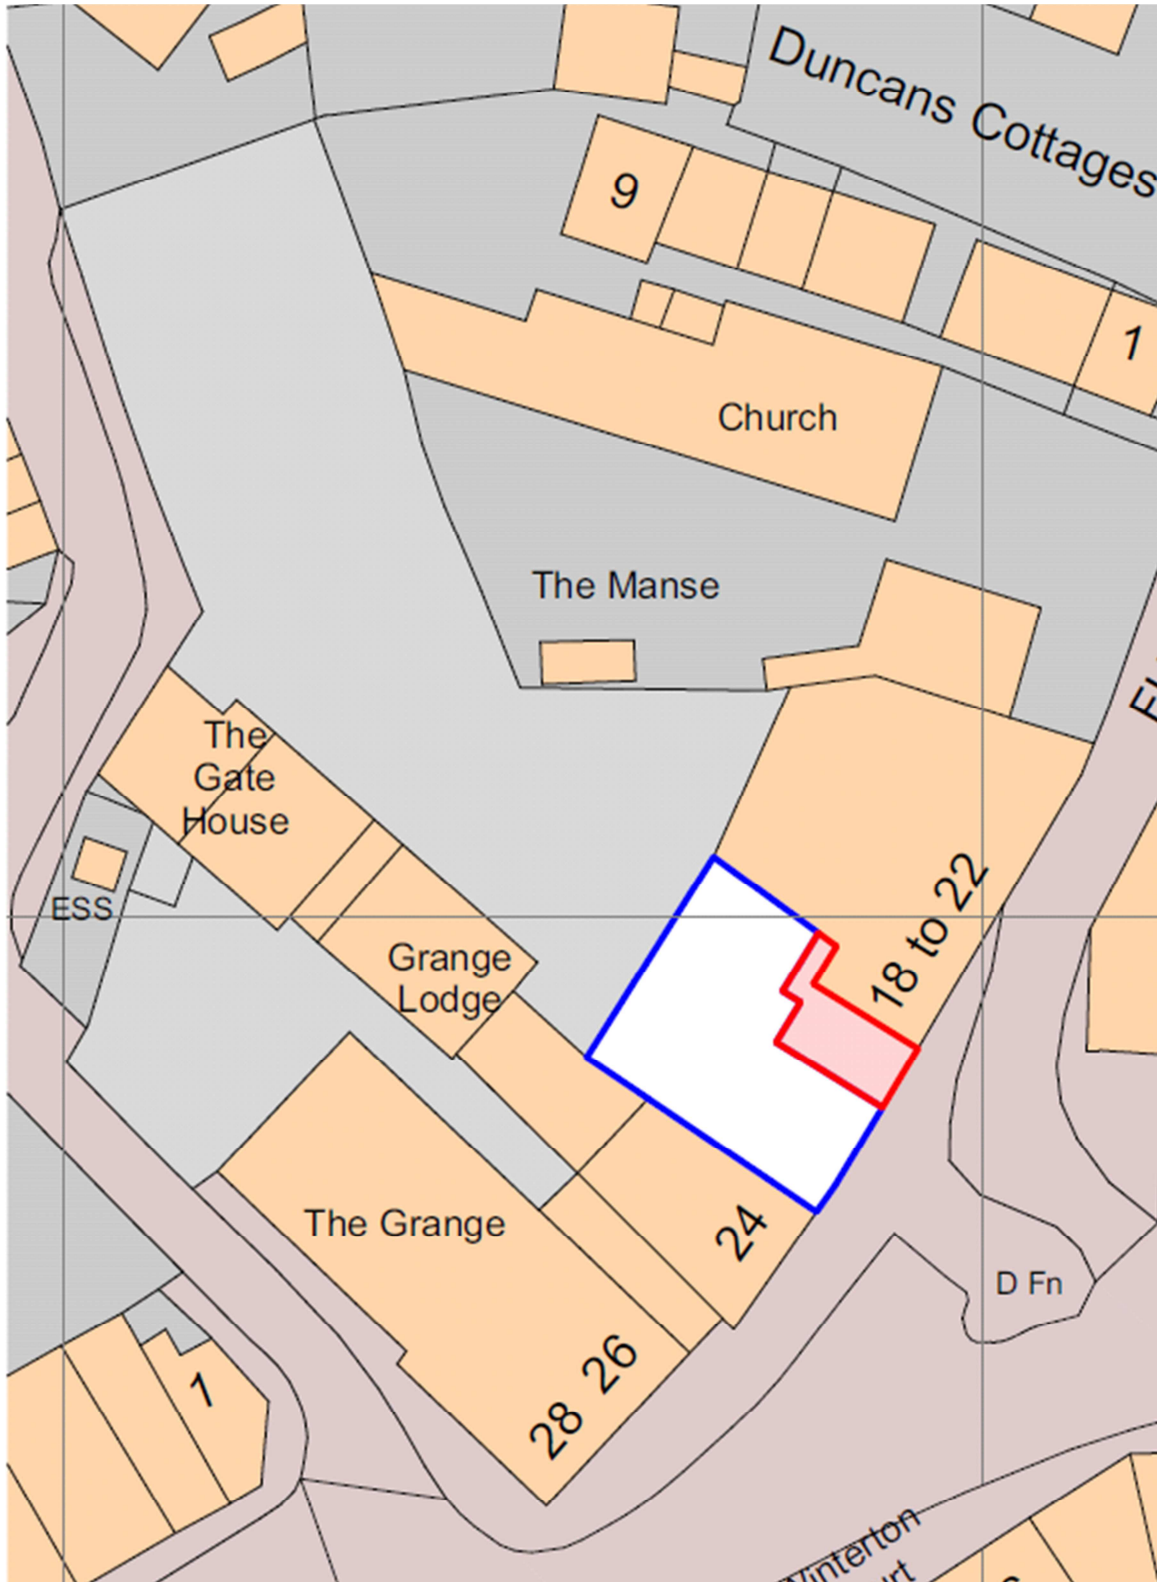 Duncans Cottages
9
1
Church
The Manse
The
Gate
House
ESS
18 to 22
Grange
Lodge
The Grange
24
D Fn
26
28
1
Winterton